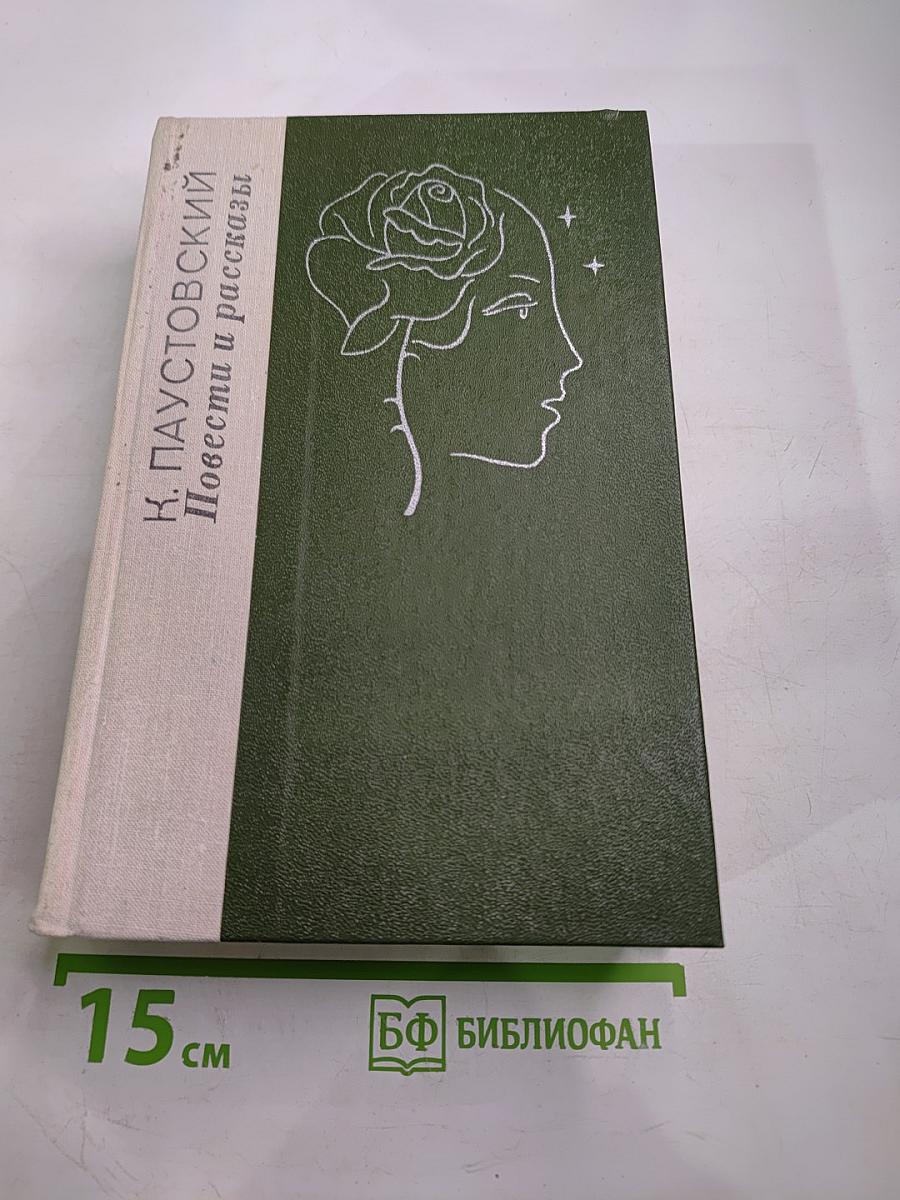 К. ПАУСТОВСКИЙ
Повести и рассказы
15 см
БФ БИБЛИОФАН